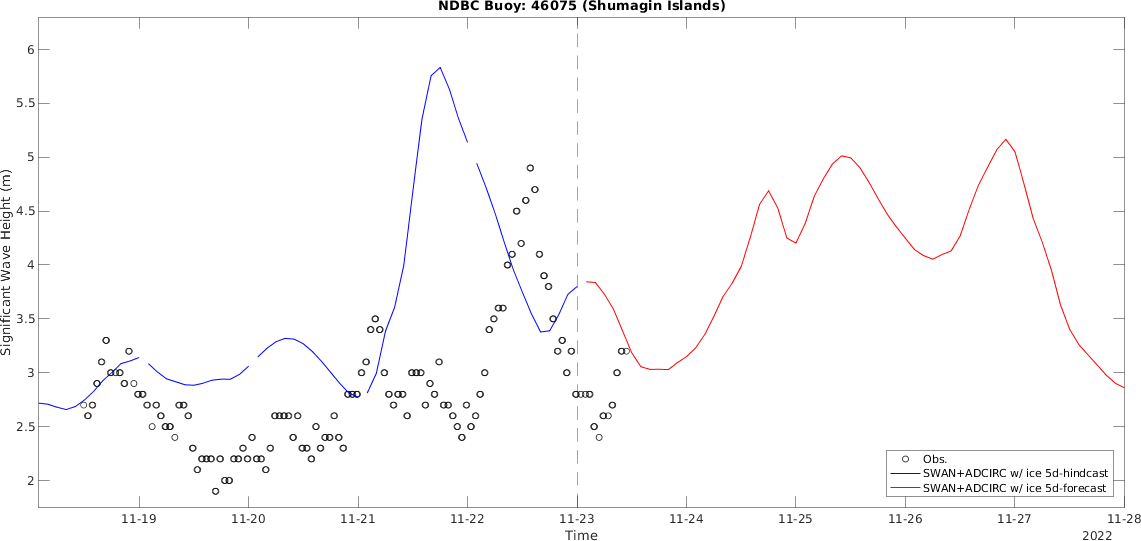 NDBC Buoy: 46075 (Shumagin Islands)
Significant Wave Height (m)
6
5.5
5
4.5
4
3.5
3
2.5
2
Obs.
SWAN+ADCIRC w/ ice 5d-hindcast
SWAN+ADCIRC w/ ice 5d-forecast
11-19 11-20 11-21 11-22 11-23 11-24 11-25 11-26 11-27 11-28
Time
2022